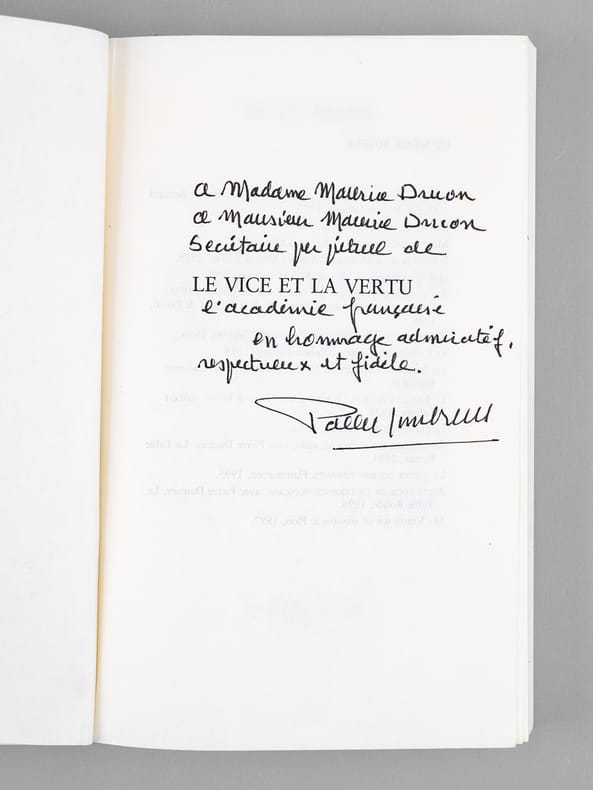 a Madame Maurice Druon
a Monsieur Maurice Druon
Secrétaire perpétuel de
LE VICE ET LA VERTU
l'académie française
en hommage admiratif,
respectueux et fidèle.